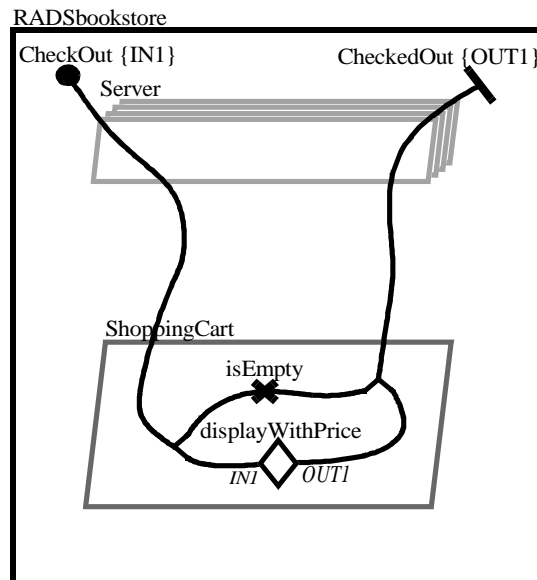 RADSbookstore
CheckOut {IN1}
CheckedOut {OUT1}
Server
ShoppingCart
isEmpty
displayWithPrice
IN1
OUT1